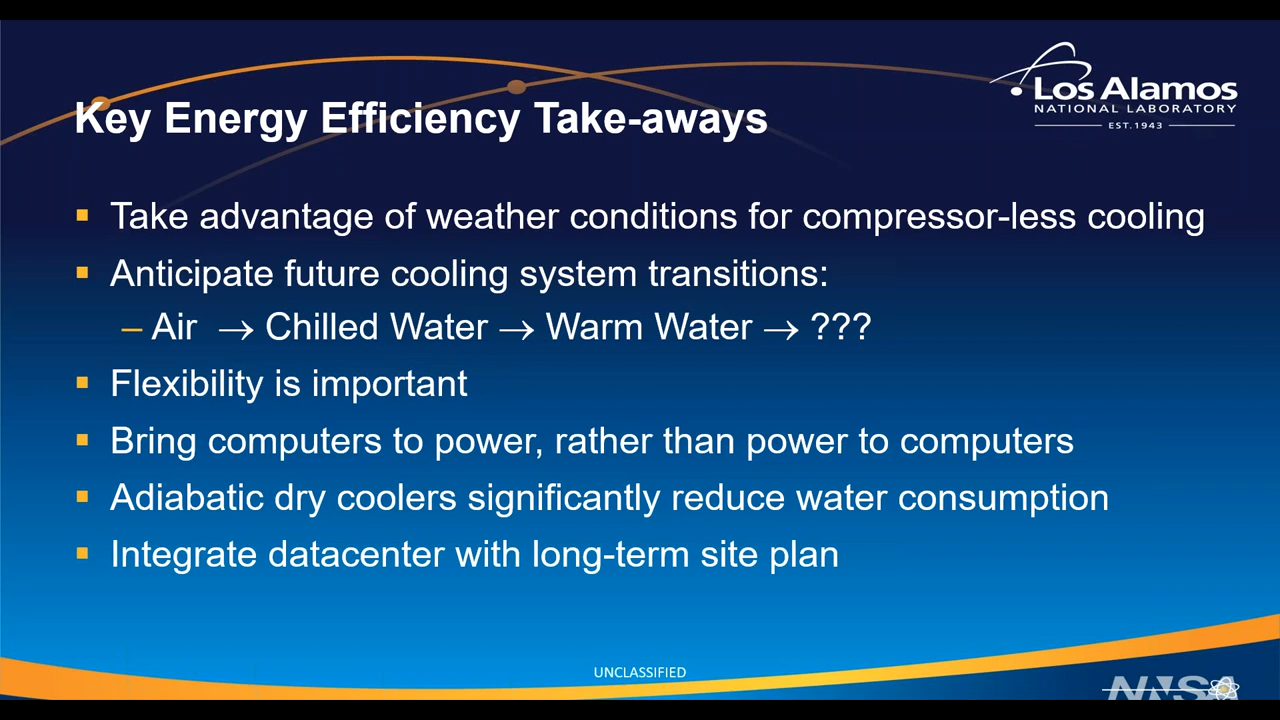 Los Alamos
NATIONAL LABORATORY
EST.1943
Key Energy Efficiency Take-aways
▪ Take advantage of weather conditions for compressor-less cooling
▪ Anticipate future cooling system transitions:
– Air → Chilled Water → Warm Water → ???
▪ Flexibility is important
▪ Bring computers to power, rather than power to computers
▪ Adiabatic dry coolers significantly reduce water consumption
▪ Integrate datacenter with long-term site plan
UNCLASSIFIED
NNSA